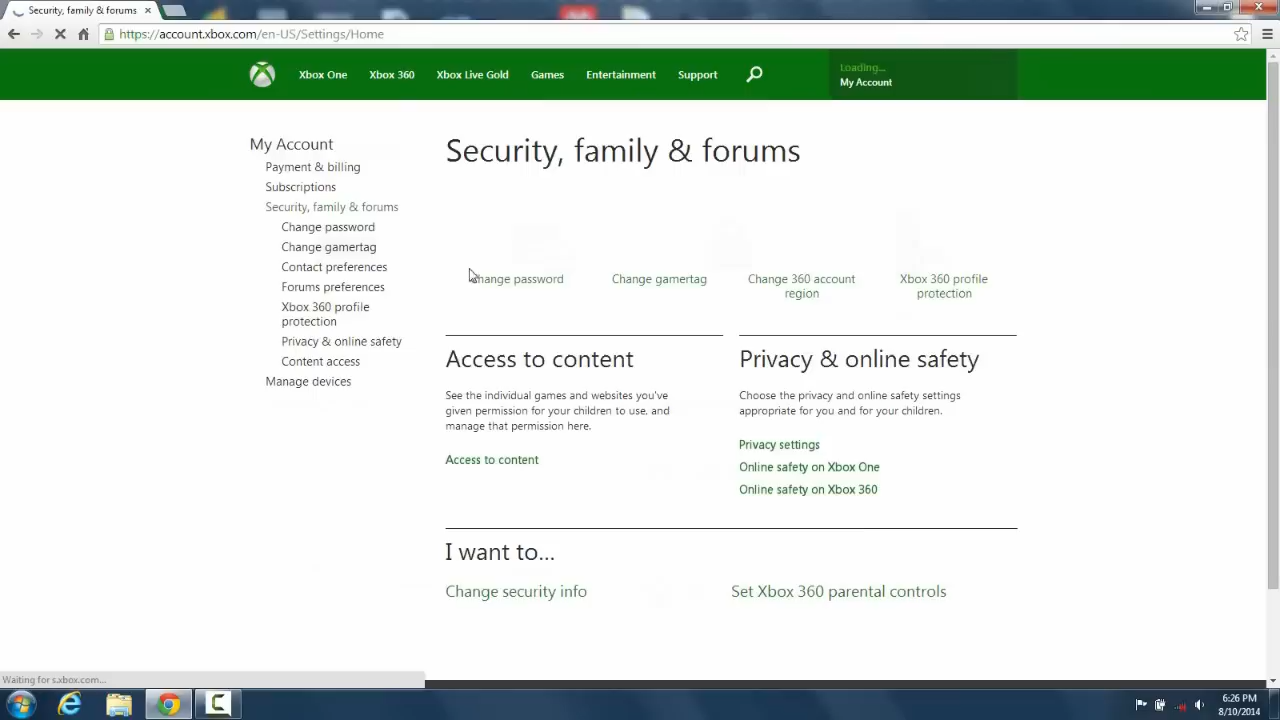 Security, family & forums
https://account.xbox.com/en-US/Settings/Home
Xbox One
Xbox 360
Xbox Live Gold
Games
Entertainment
Support
Loading...
My Account
My Account
Payment & billing
Subscriptions
Security, family & forums
Change password
Change gamertag
Contact preferences
Forums preferences
Xbox 360 profile
protection
Privacy & online safety
Content access
Manage devices
Security, family & forums
Change password
Change gamertag
Change 360 account
region
Xbox 360 profile
protection
Access to content
See the individual games and websites you've
given permission for your children to use, and
manage that permission here.
Access to content
Privacy & online safety
Choose the privacy and online safety settings
appropriate for you and for your children.
Privacy settings
Online safety on Xbox One
Online safety on Xbox 360
I want to...
Change security info
Set Xbox 360 parental controls
Waiting for s.xbox.com...
6:26 PM
8/10/2014